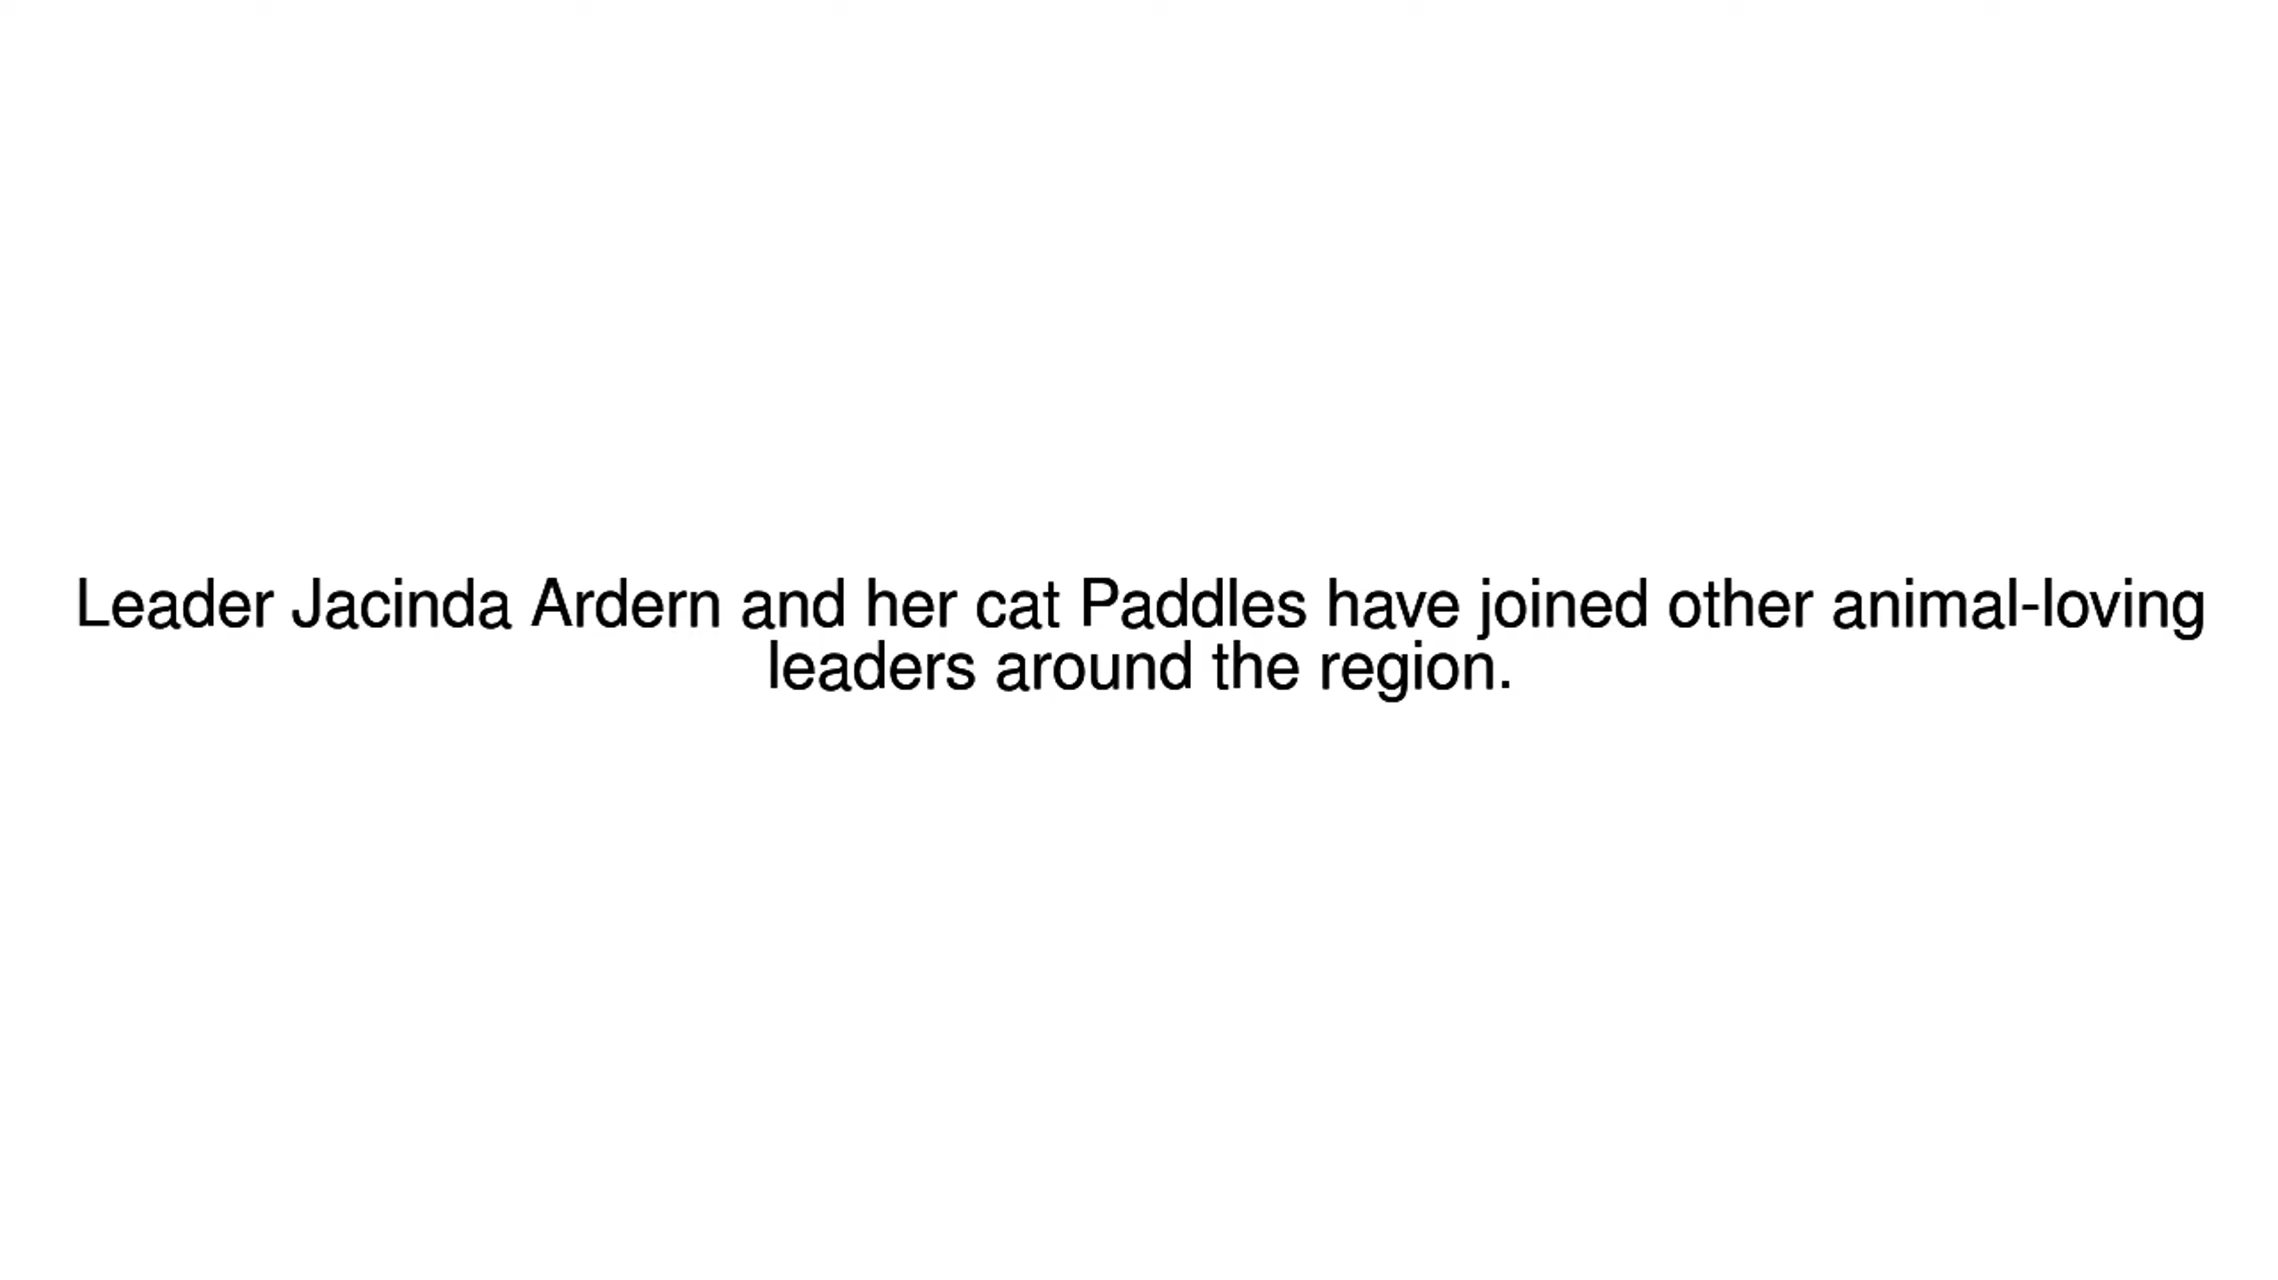 Leader Jacinda Ardern and her cat Paddles have joined other animal-loving
leaders around the region.